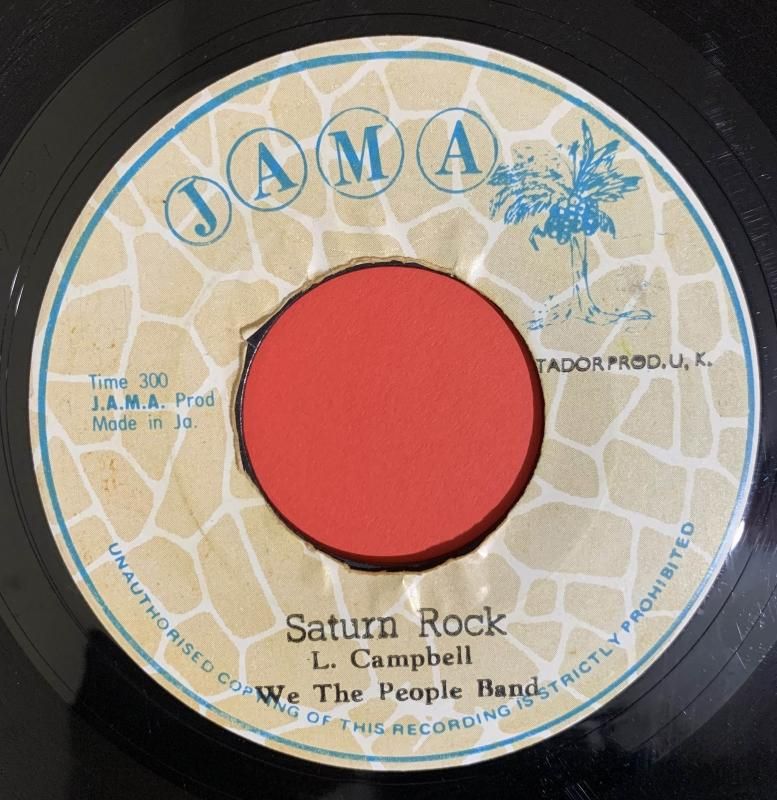 JAMA
Time 300
J.A.M.A. Prod
Made in Ja.
TADOR PROD. U, K.
Saturn Rock
L. Campbell
We The People Band
UNAUTHORISED COPYING OF THIS RECORDING IS STRICTLY PROHIBITED